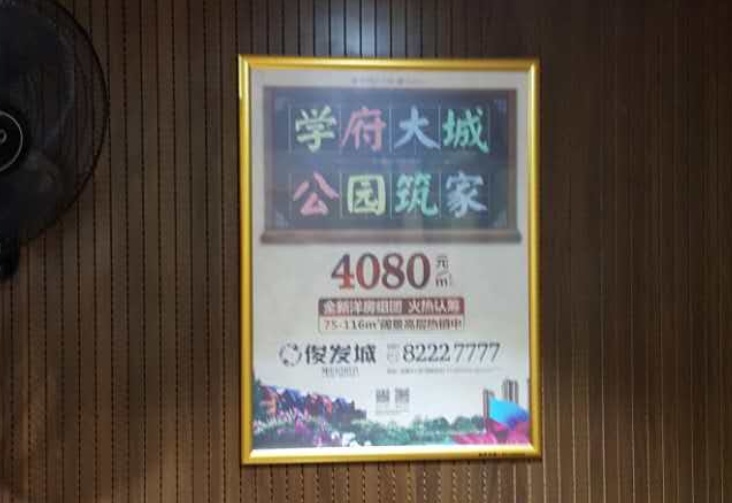 学府大城
公园筑家
4080元/㎡
全新洋房组团 火热认筹
75-116m²阔景高层热销中
俊发城 8222 7777